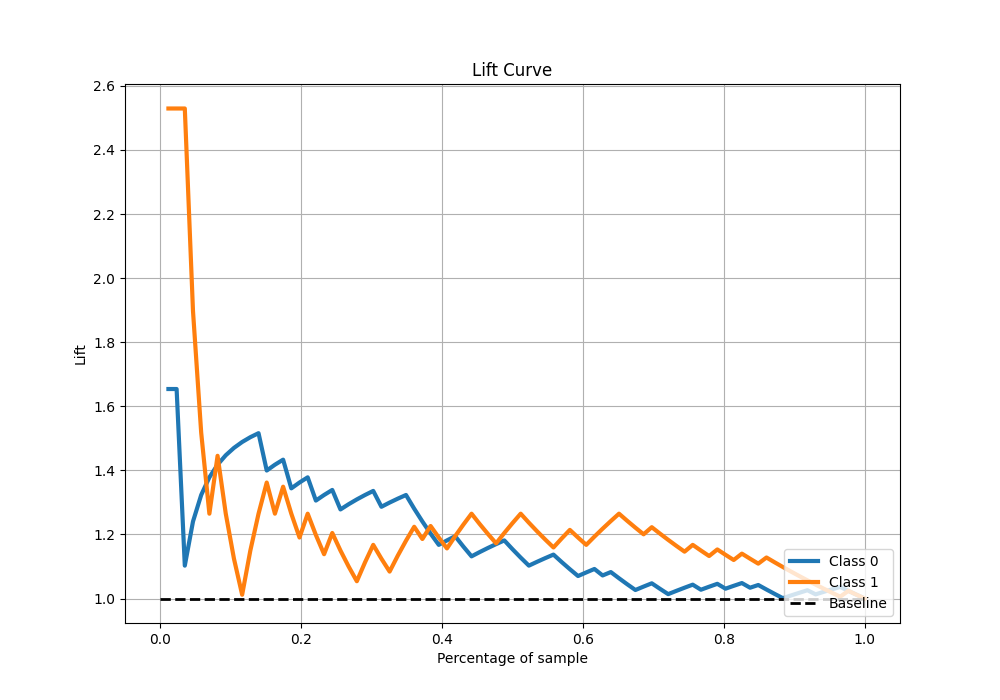 Lift Curve
2.6
2.4
2.2
2.0
1.8
1.6
1.4
1.2
1.0
Lift
0.0 0.2 0.4 0.6 0.8 1.0
Percentage of sample
Class 0
Class 1
Baseline